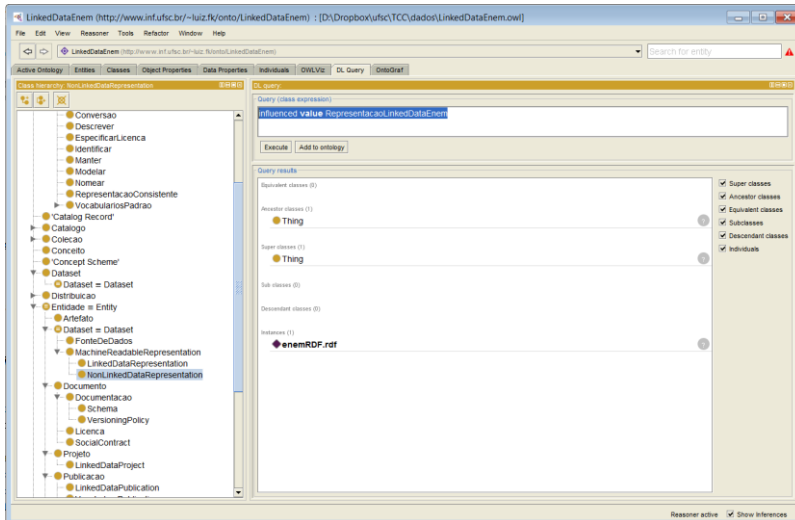 LinkedDataEnem (http://www.inf.ufsc.br/~luiz.fk/onto/LinkedDataEnem) : [D:\Dropbox\ufsc\TCC\dados\LinkedDataEnem.owl]
File Edit View Reasoner Tools Refactor Window Help
LinkedDataEnem (http://www.inf.ufsc.br/~luiz.fk/onto/LinkedDataEnem)
Search for entity
Active Ontology Entities Classes Object Properties Data Properties Individuals OWLViz DL Query OntoGraf
Class hierarchy: NonLinkedDataRepresentation
Conversao
Descrever
EspecificarLicenca
Identificar
Manter
Modelar
Nomear
RepresentacaoConsistente
VocabulariosPadrao
'Catalog Record'
Catalogo
Colecao
Conceito
'Concept Scheme'
Dataset
Dataset ≡ Dataset
Distribuicao
Entidade ≡ Entity
Artefato
Dataset ≡ Dataset
FonteDeDados
MachineReadableRepresentation
LinkedDataRepresentation
NonLinkedDataRepresentation
Documento
Documentacao
Schema
VersioningPolicy
Licenca
SocialContract
Projeto
LinkedDataProject
Publicacao
LinkedDataPublication
DL query:
Query (class expression)
influenced value RepresentacaoLinkedDataEnem
Execute Add to ontology
Query results
Equivalent classes (0)
Ancestor classes (1)
Thing
?
Super classes (1)
Thing
?
Sub classes (0)
Descendant classes (0)
Instances (1)
enemRDF.rdf
?
Super classes
Ancestor classes
Equivalent classes
Subclasses
Descendant classes
Individuals
Reasoner active Show Inferences